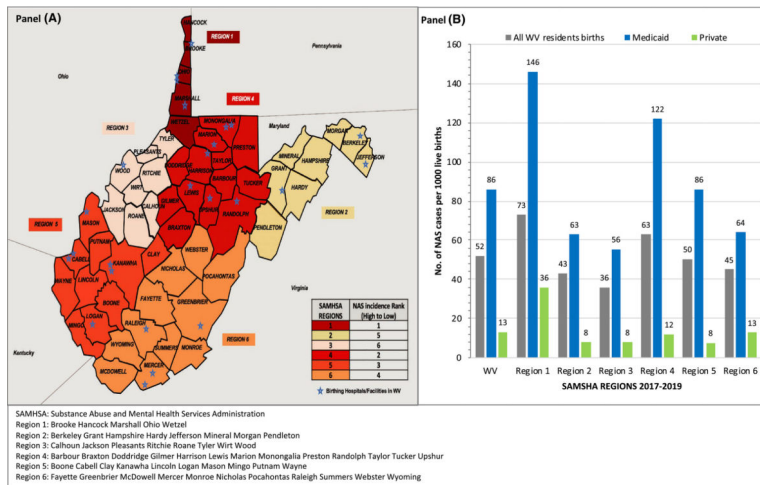 Panel (A)
HANCOCK
REGION 1
BROOKE
Pennsylvania
Ohio
OHIO
MARSHALL
REGION 4
WETZEL
MONONGALIA
Maryland
MORGAN
REGION 3
MARION
BERKELEY
TYLER
PRESTON
JEFFERSON
PLEASANTS
TAYLOR
MINERAL
HAMPSHIRE
WOOD
RITCHIE
DODDRIDGE
HARRISON
BARBOUR
GRANT
WIRT
TUCKER
HARDY
LEWIS
CALHOUN
GILMER
JACKSON
UPSHUR
RANDOLPH
REGION 2
ROANE
REGION 5
MASON
BRAXTON
PENDLETON
PUTNAM
WEBSTER
CABELL
KANAWHA
CLAY
NICHOLAS
POCAHONTAS
WAYNE
LINCOLN
Virginia
BOONE
FAYETTE
GREENBRIER
LOGAN
MINGO
RALEIGH
REGION 6
WYOMING
SUMMERS
MONROE
Kentucky
MERCER
MCDOWELL
SAMHSA REGIONS NAS incidence Rank (High to Low)
1 1
2 5
3 6
4 2
5 3
6 4
Birthing Hospitals/Facilities in WV
Panel (B)
All WV residents births Medicaid Private
No. of NAS cases per 1000 live births
160
140
120
100
80
60
40
20
0
52 86 13
73 146 36
43 63 8
36 56 8
63 122 12
50 86 8
45 64 13
WV Region 1 Region 2 Region 3 Region 4 Region 5 Region 6
SAMSHA REGIONS 2017-2019
SAMHSA: Substance Abuse and Mental Health Services Administration
Region 1: Brooke Hancock Marshall Ohio Wetzel
Region 2: Berkeley Grant Hampshire Hardy Jefferson Mineral Morgan Pendleton
Region 3: Calhoun Jackson Pleasants Ritchie Roane Tyler Wirt Wood
Region 4: Barbour Braxton Doddridge Gilmer Harrison Lewis Marion Monongalia Preston Randolph Taylor Tucker Upshur
Region 5: Boone Cabell Clay Kanawha Lincoln Logan Mason Mingo Putnam Wayne
Region 6: Fayette Greenbrier McDowell Mercer Monroe Nicholas Pocahontas Raleigh Summers Webster Wyoming